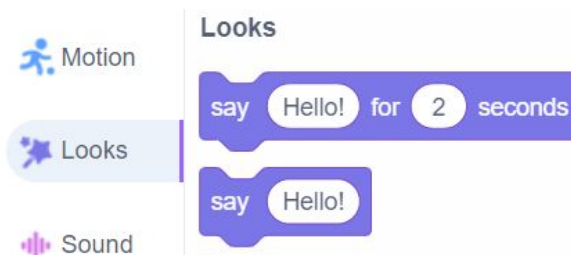 Motion
Looks
Sound
Looks
say Hello! for 2 seconds
say Hello!